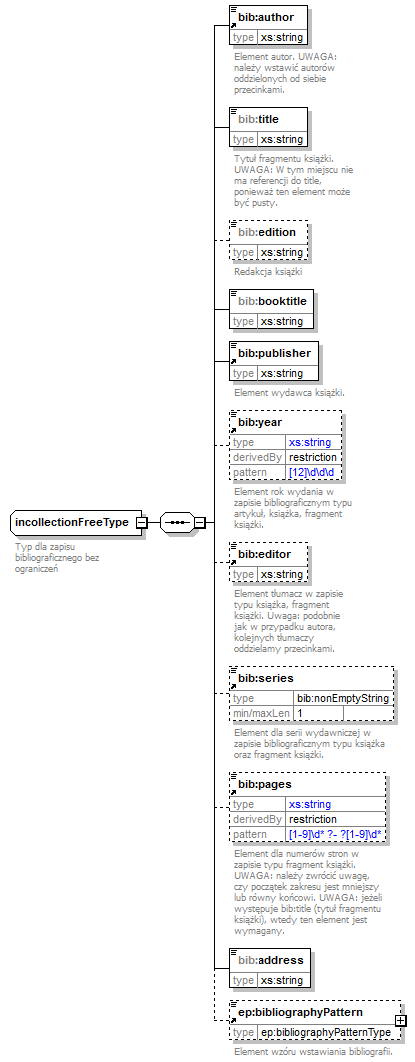 bib:author
type xs:string
Element autor. UWAGA:
należy wstawić autorów
oddzielonych od siebie
przecinkami.
bib:title
type xs:string
Tytuł fragmentu książki.
UWAGA: W tym miejscu nie
ma referencji do title,
ponieważ ten element może
być pusty.
bib:edition
type xs:string
Redakcja książki
bib:booktitle
type xs:string
bib:publisher
type xs:string
Element wydawca książki.
bib:year
type xs:string
derivedBy restriction
pattern [12]\d\d\d
Element rok wydania w
zapisie bibliograficznym typu
artykuł, książka, fragment
książki.
incollectionFreeType
Typ dla zapisu
bibliograficznego bez
ograniczeń
bib:editor
type xs:string
Element tłumacz w zapisie
typu książka, fragment
książki. Uwaga: podobnie
jak w przypadku autora,
kolejnych tłumaczy
oddzielamy przecinkami.
bib:series
type bib:nonEmptyString
min/maxLen 1
Element dla serii wydawniczej w
zapisie bibliograficznym typu książka
oraz fragment książki.
bib:pages
type xs:string
derivedBy restriction
pattern [1-9]\d* ?- ?[1-9]\d*
Element dla numerów stron w
zapisie typu fragment książki.
UWAGA: należy zwrócić uwagę,
czy początek zakresu jest mniejszy
lub równy końcowi. UWAGA: jeżeli
występuje bib:title (tytuł fragmentu
książki), wtedy ten element jest
wymagany.
bib:address
type xs:string
ep:bibliographyPattern
type ep:bibliographyPatternType
Element wzóru wstawiania bibliografii.